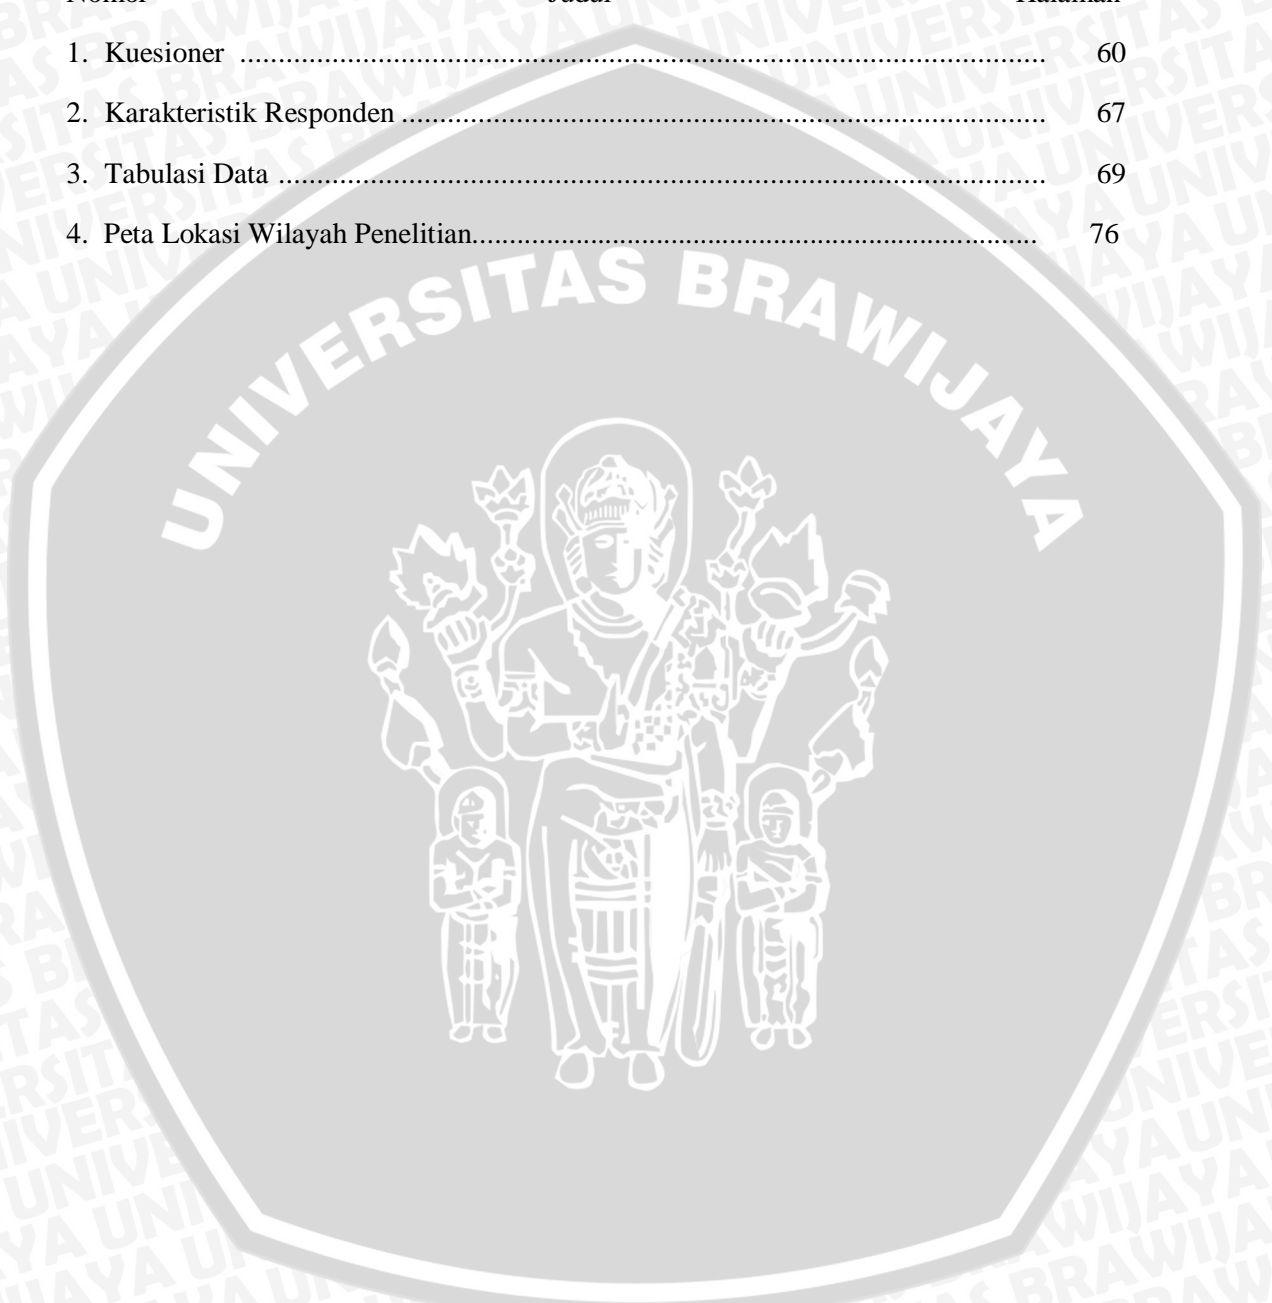 Nomor Judul Halaman
1. Kuesioner ........................................................................................................... 60
2. Karakteristik Responden ..................................................................................... 67
3. Tabulasi Data ...................................................................................................... 69
4. Peta Lokasi Wilayah Penelitian........................................................................... 76
UNIVERSITAS BRAWIJAYA